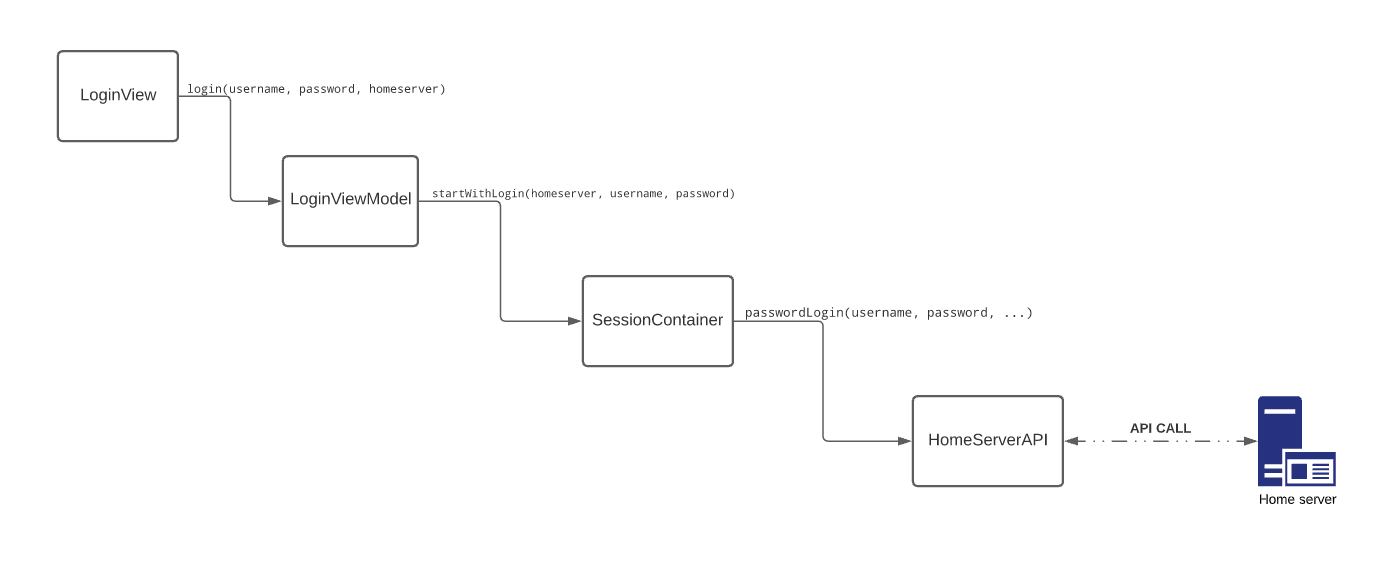 LoginView
login(username, password, homeserver)
LoginViewModel
startWithLogin(homeserver, username, password)
SessionContainer
passwordLogin(username, password, ...)
HomeServerAPI
API CALL
Home server